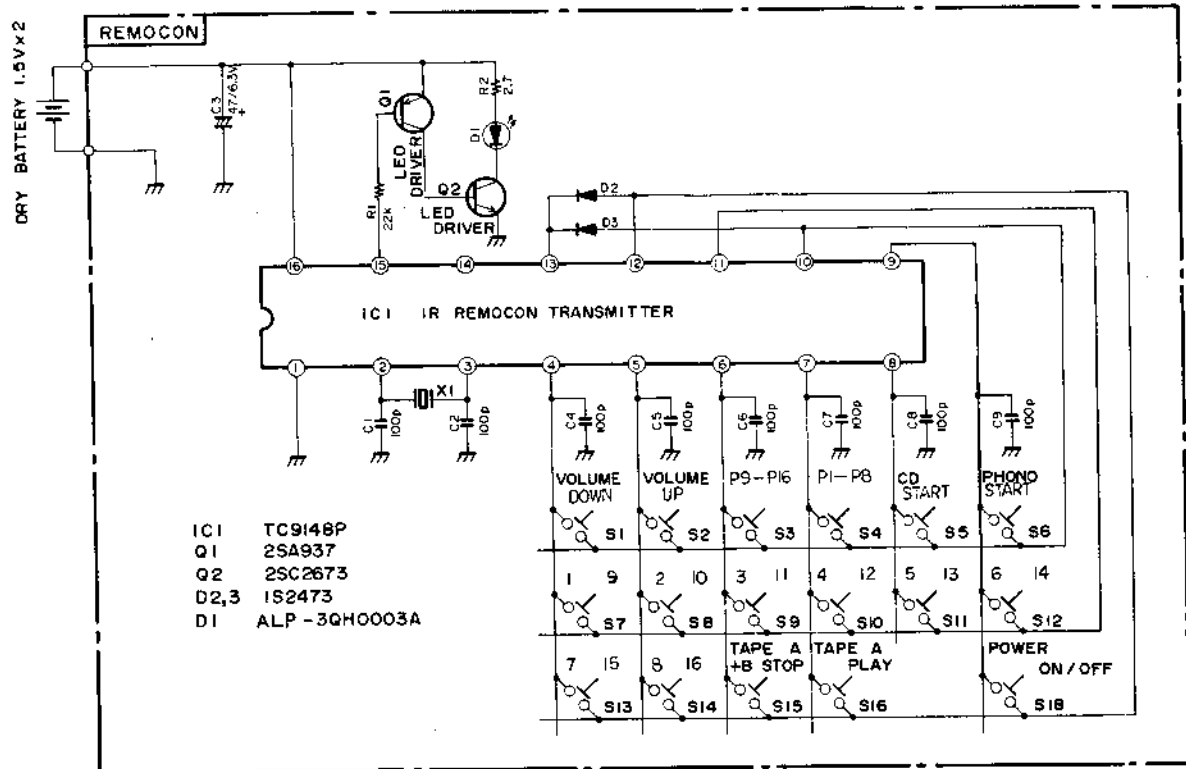 REMOCON
DRY BATTERY 1.5V×2
C3
47/6.3V
+
Q1
LED
DRIVER
R2
2.7
D1
Q2
LED
DRIVER
R1
22k
D2
D3
16 15 14 13 12 11 10 9
IC1 IR REMOCON TRANSMITTER
1 2 3 4 5 6 7 8
X1
C1
100p
C2
100p
C4
100p
C5
100p
C6
100p
C7
100p
C8
100p
C9
100p
VOLUME
DOWN
VOLUME
UP
P9-P16
P1-P8
CD
START
PHONO
START
S1 S2 S3 S4 S5 S6
1 9 2 10 3 11 4 12 5 13 6 14
S7 S8 S9 S10 S11 S12
7 15 8 16
TAPE A
+B STOP
TAPE A
PLAY
POWER
ON/OFF
S13 S14 S15 S16 S18
IC1 TC9148P
Q1 2SA937
Q2 2SC2673
D2,3 1S2473
D1 ALP-3QH0003A